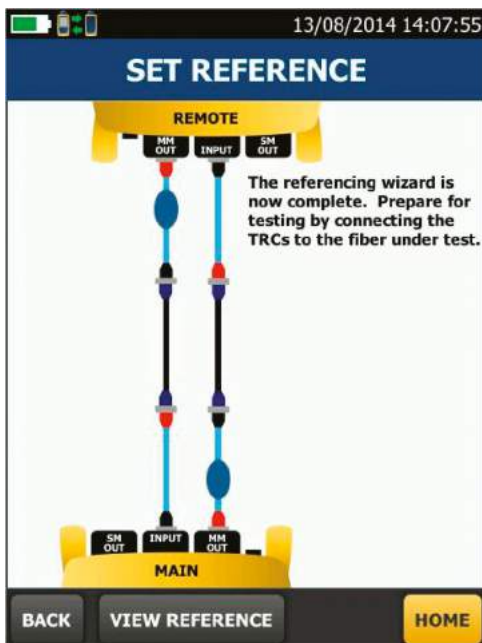 13/08/2014 14:07:55
SET REFERENCE
REMOTE
MM OUT INPUT SM OUT
The referencing wizard is
now complete. Prepare for
testing by connecting the
TRCs to the fiber under test.
SM OUT INPUT MM OUT
MAIN
BACK VIEW REFERENCE HOME